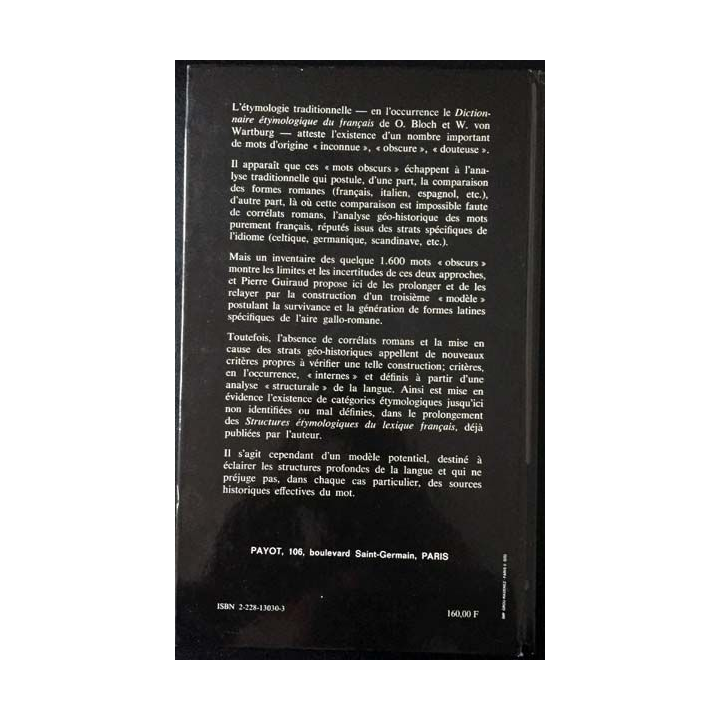 L'étymologie traditionnelle — en l'occurrence le Diction-
naire étymologique du français de O. Bloch et W. von
Wartburg — atteste l'existence d'un nombre important
de mots d'origine « inconnue », « obscure », « douteuse ».
Il apparaît que ces « mots obscurs » échappent à l'ana-
lyse traditionnelle qui postule, d'une part, la comparaison
des formes romanes (français, italien, espagnol, etc.),
d'autre part, là où cette comparaison est impossible faute
de corrélats romans, l'analyse géo-historique des mots
purement français, réputés issus des strats spécifiques de
l'idiome (celtique, germanique, scandinave, etc.).
Mais un inventaire des quelque 1.600 mots « obscurs »
montre les limites et les incertitudes de ces deux approches,
et Pierre Guiraud propose ici de les prolonger et de les
relayer par la construction d'un troisième « modèle »
postulant la survivance et la génération de formes latines
spécifiques de l'aire gallo-romane.
Toutefois, l'absence de corrélats romans et la mise en
cause des strats géo-historiques appellent de nouveaux
critères propres à vérifier une telle construction; critères,
en l'occurrence, « internes » et définis à partir d'une
analyse « structurale » de la langue. Ainsi est mise en
évidence l'existence de catégories étymologiques jusqu'ici
non identifiées ou mal définies, dans le prolongement
des Structures étymologiques du lexique français, déjà
publiées par l'auteur.
Il s'agit cependant d'un modèle potentiel, destiné à
éclairer les structures profondes de la langue et qui ne
préjuge pas, dans chaque cas particulier, des sources
historiques effectives du mot.
PAYOT, 106, boulevard Saint-Germain, PARIS
ISBN 2-228-13030-3
160,00 F